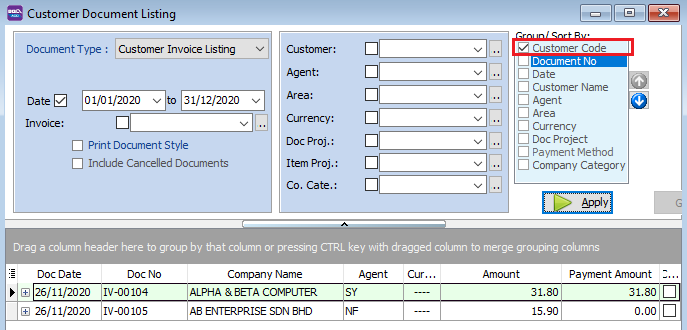 Customer Document Listing
Document Type : Customer Invoice Listing
Date 01/01/2020 to 31/12/2020
Invoice: ..
Print Document Style
Include Cancelled Documents
Customer: ..
Agent: ..
Area: ..
Currency: ..
Doc Proj.: ..
Item Proj.: ..
Co. Cate.: ..
Group/ Sort By:
Customer Code
Document No
Date
Customer Name
Agent
Area
Currency
Doc Project
Payment Method
Company Category
Apply
G
Drag a column header here to group by that column or pressing CTRL key with dragged column to merge grouping columns
Doc Date Doc No Company Name Agent Cur... Amount Payment Amount C...
26/11/2020 IV-00104 ALPHA & BETA COMPUTER SY ---- 31.80 31.80
26/11/2020 IV-00105 AB ENTERPRISE SDN BHD NF ---- 15.90 0.00